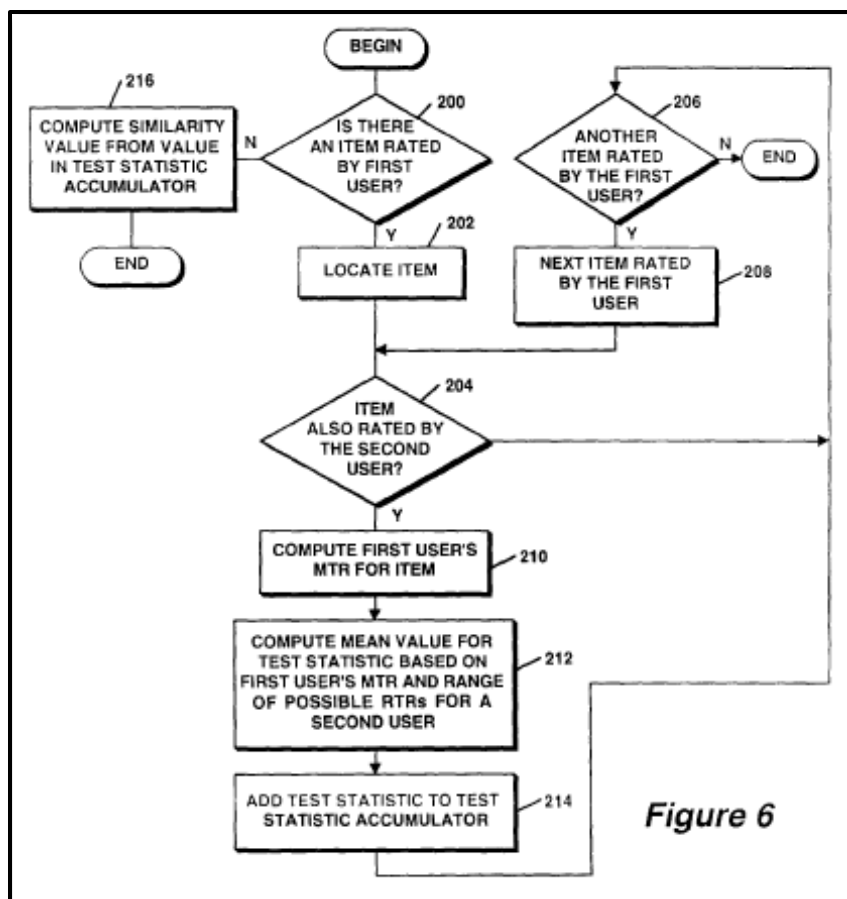 BEGIN
216
COMPUTE SIMILARITY
VALUE FROM VALUE
IN TEST STATISTIC
ACCUMULATOR
N
200
IS THERE
AN ITEM RATED
BY FIRST
USER?
206
ANOTHER
ITEM RATED
BY THE FIRST
USER?
N
END
Y
202
Y
END
LOCATE ITEM
NEXT ITEM RATED
BY THE FIRST
USER
208
204
ITEM
ALSO RATED BY
THE SECOND
USER?
Y
COMPUTE FIRST USER'S
MTR FOR ITEM
210
COMPUTE MEAN VALUE FOR
TEST STATISTIC BASED ON
FIRST USER'S MTR AND RANGE
OF POSSIBLE RTRs FOR A
SECOND USER
212
ADD TEST STATISTIC TO TEST
STATISTIC ACCUMULATOR
214
Figure 6